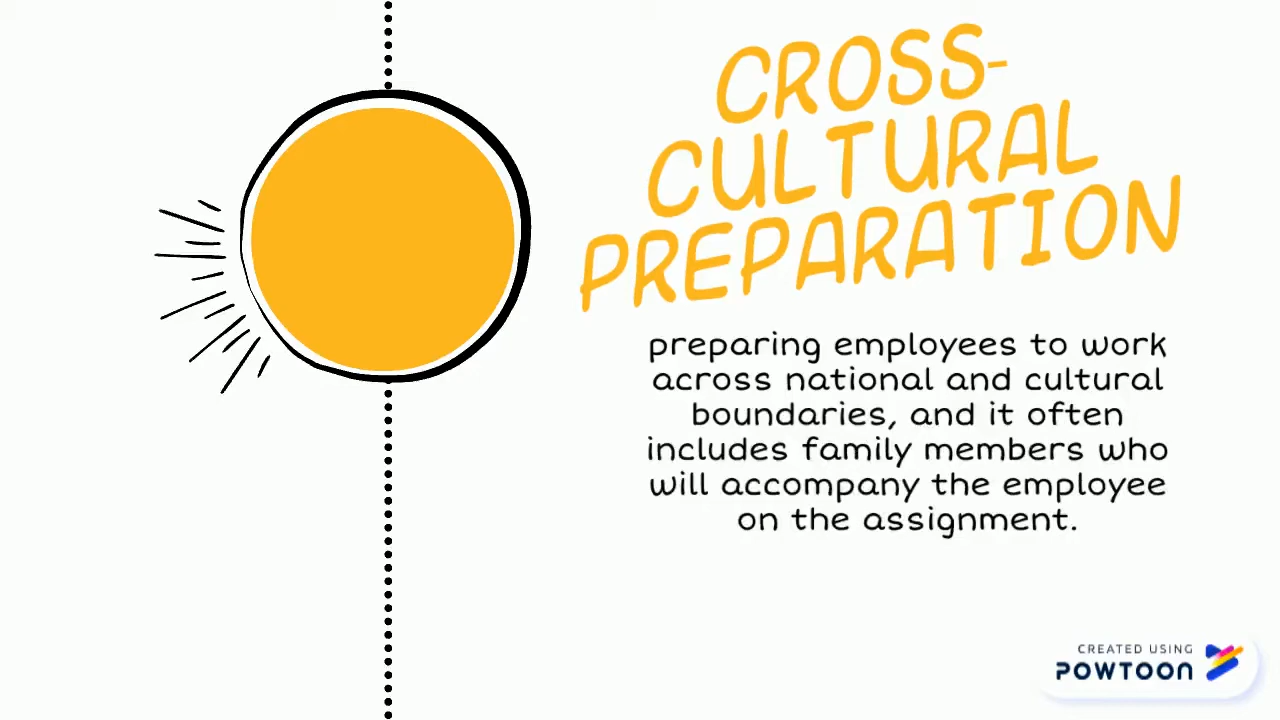 CROSS-
CULTURAL
PREPARATION
preparing employees to work
across national and cultural
boundaries, and it often
includes family members who
will accompany the employee
on the assignment.
CREATED USING
POWTOON